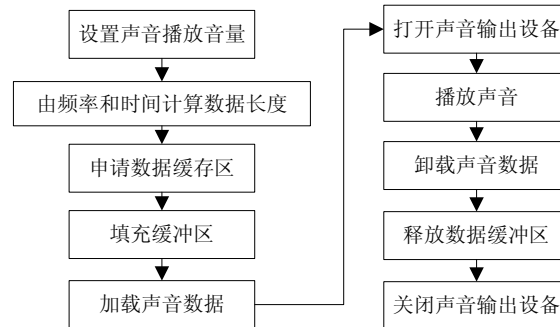 设置声音播放音量
由频率和时间计算数据长度
申请数据缓存区
填充缓冲区
加载声音数据
打开声音输出设备
播放声音
卸载声音数据
释放数据缓冲区
关闭声音输出设备